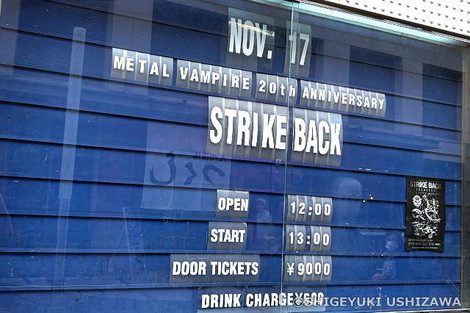 NOV. 17
METAL VAMPIRE 20th ANNIVERSARY
STRIKE BACK
OPEN 12:00
START 13:00
DOOR TICKETS ¥9000
DRINK CHARGE ¥600
STRIKE BACK
©SHIGEYUKI USHIZAWA